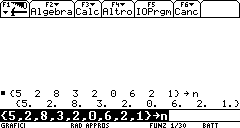 F1 F2 Algebra F3 Calc F4 Altro F5 IOPrgm F6 Canc
{5 2 8 3 2 0 6 2 1}→n
{5. 2. 8. 3. 2. 0. 6. 2. 1.}
{5,2,8,3,2,0,6,2,1}→n
GRAFICI RAD APPROS FUNZ 1/30 BATT